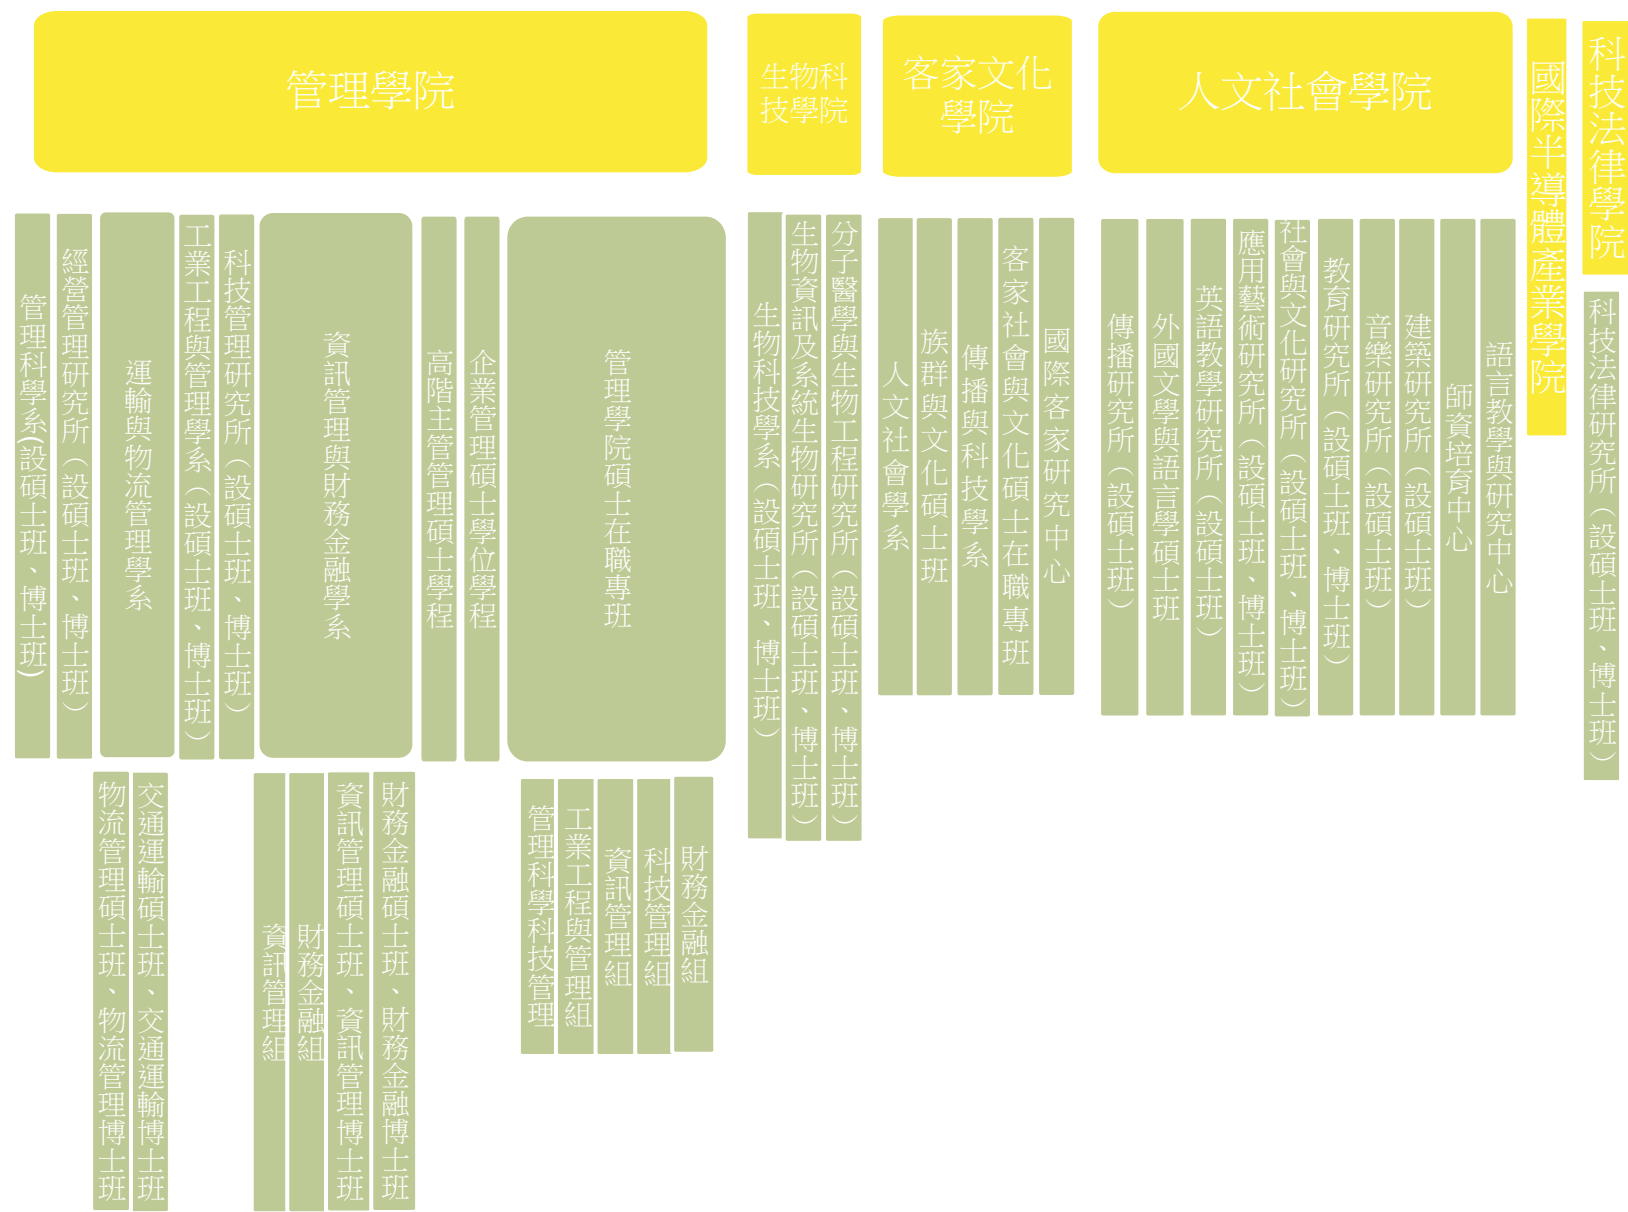 管理學院
生物科
技學院
客家文化
學院
人文社會學院
國際半導體產業學院
科技法律學院
管理科學系(設碩士班、博士班)
經營管理研究所（設碩士班、博士班）
運輸與物流管理學系
工業工程與管理學系（設碩士班、博士班）
科技管理研究所（設碩士班、博士班）
資訊管理與財務金融學系
高階主管管理碩士學程
企業管理碩士學位學程
管理學院碩士在職專班
生物科技學系（設碩士班、博士班）
生物資訊及系統生物研究所（設碩士班、博士班）
分子醫學與生物工程研究所（設碩士班、博士班）
人文社會學系
族群與文化碩士班
傳播與科技學系
客家社會與文化碩士在職專班
國際客家研究中心
傳播研究所（設碩士班）
外國文學與語言學碩士班
英語教學研究所（設碩士班）
應用藝術研究所（設碩士班、博士班）
社會與文化研究所（設碩士班、博士班）
教育研究所（設碩士班、博士班）
音樂研究所（設碩士班）
建築研究所（設碩士班）
師資培育中心
語言教學與研究中心
科技法律研究所（設碩士班、博士班）
物流管理碩士班、物流管理博士班
交通運輸碩士班、交通運輸博士班
資訊管理組
財務金融組
資訊管理碩士班、資訊管理博士班
財務金融碩士班、財務金融博士班
管理科學科技管理
工業工程與管理組
資訊管理組
科技管理組
財務金融組